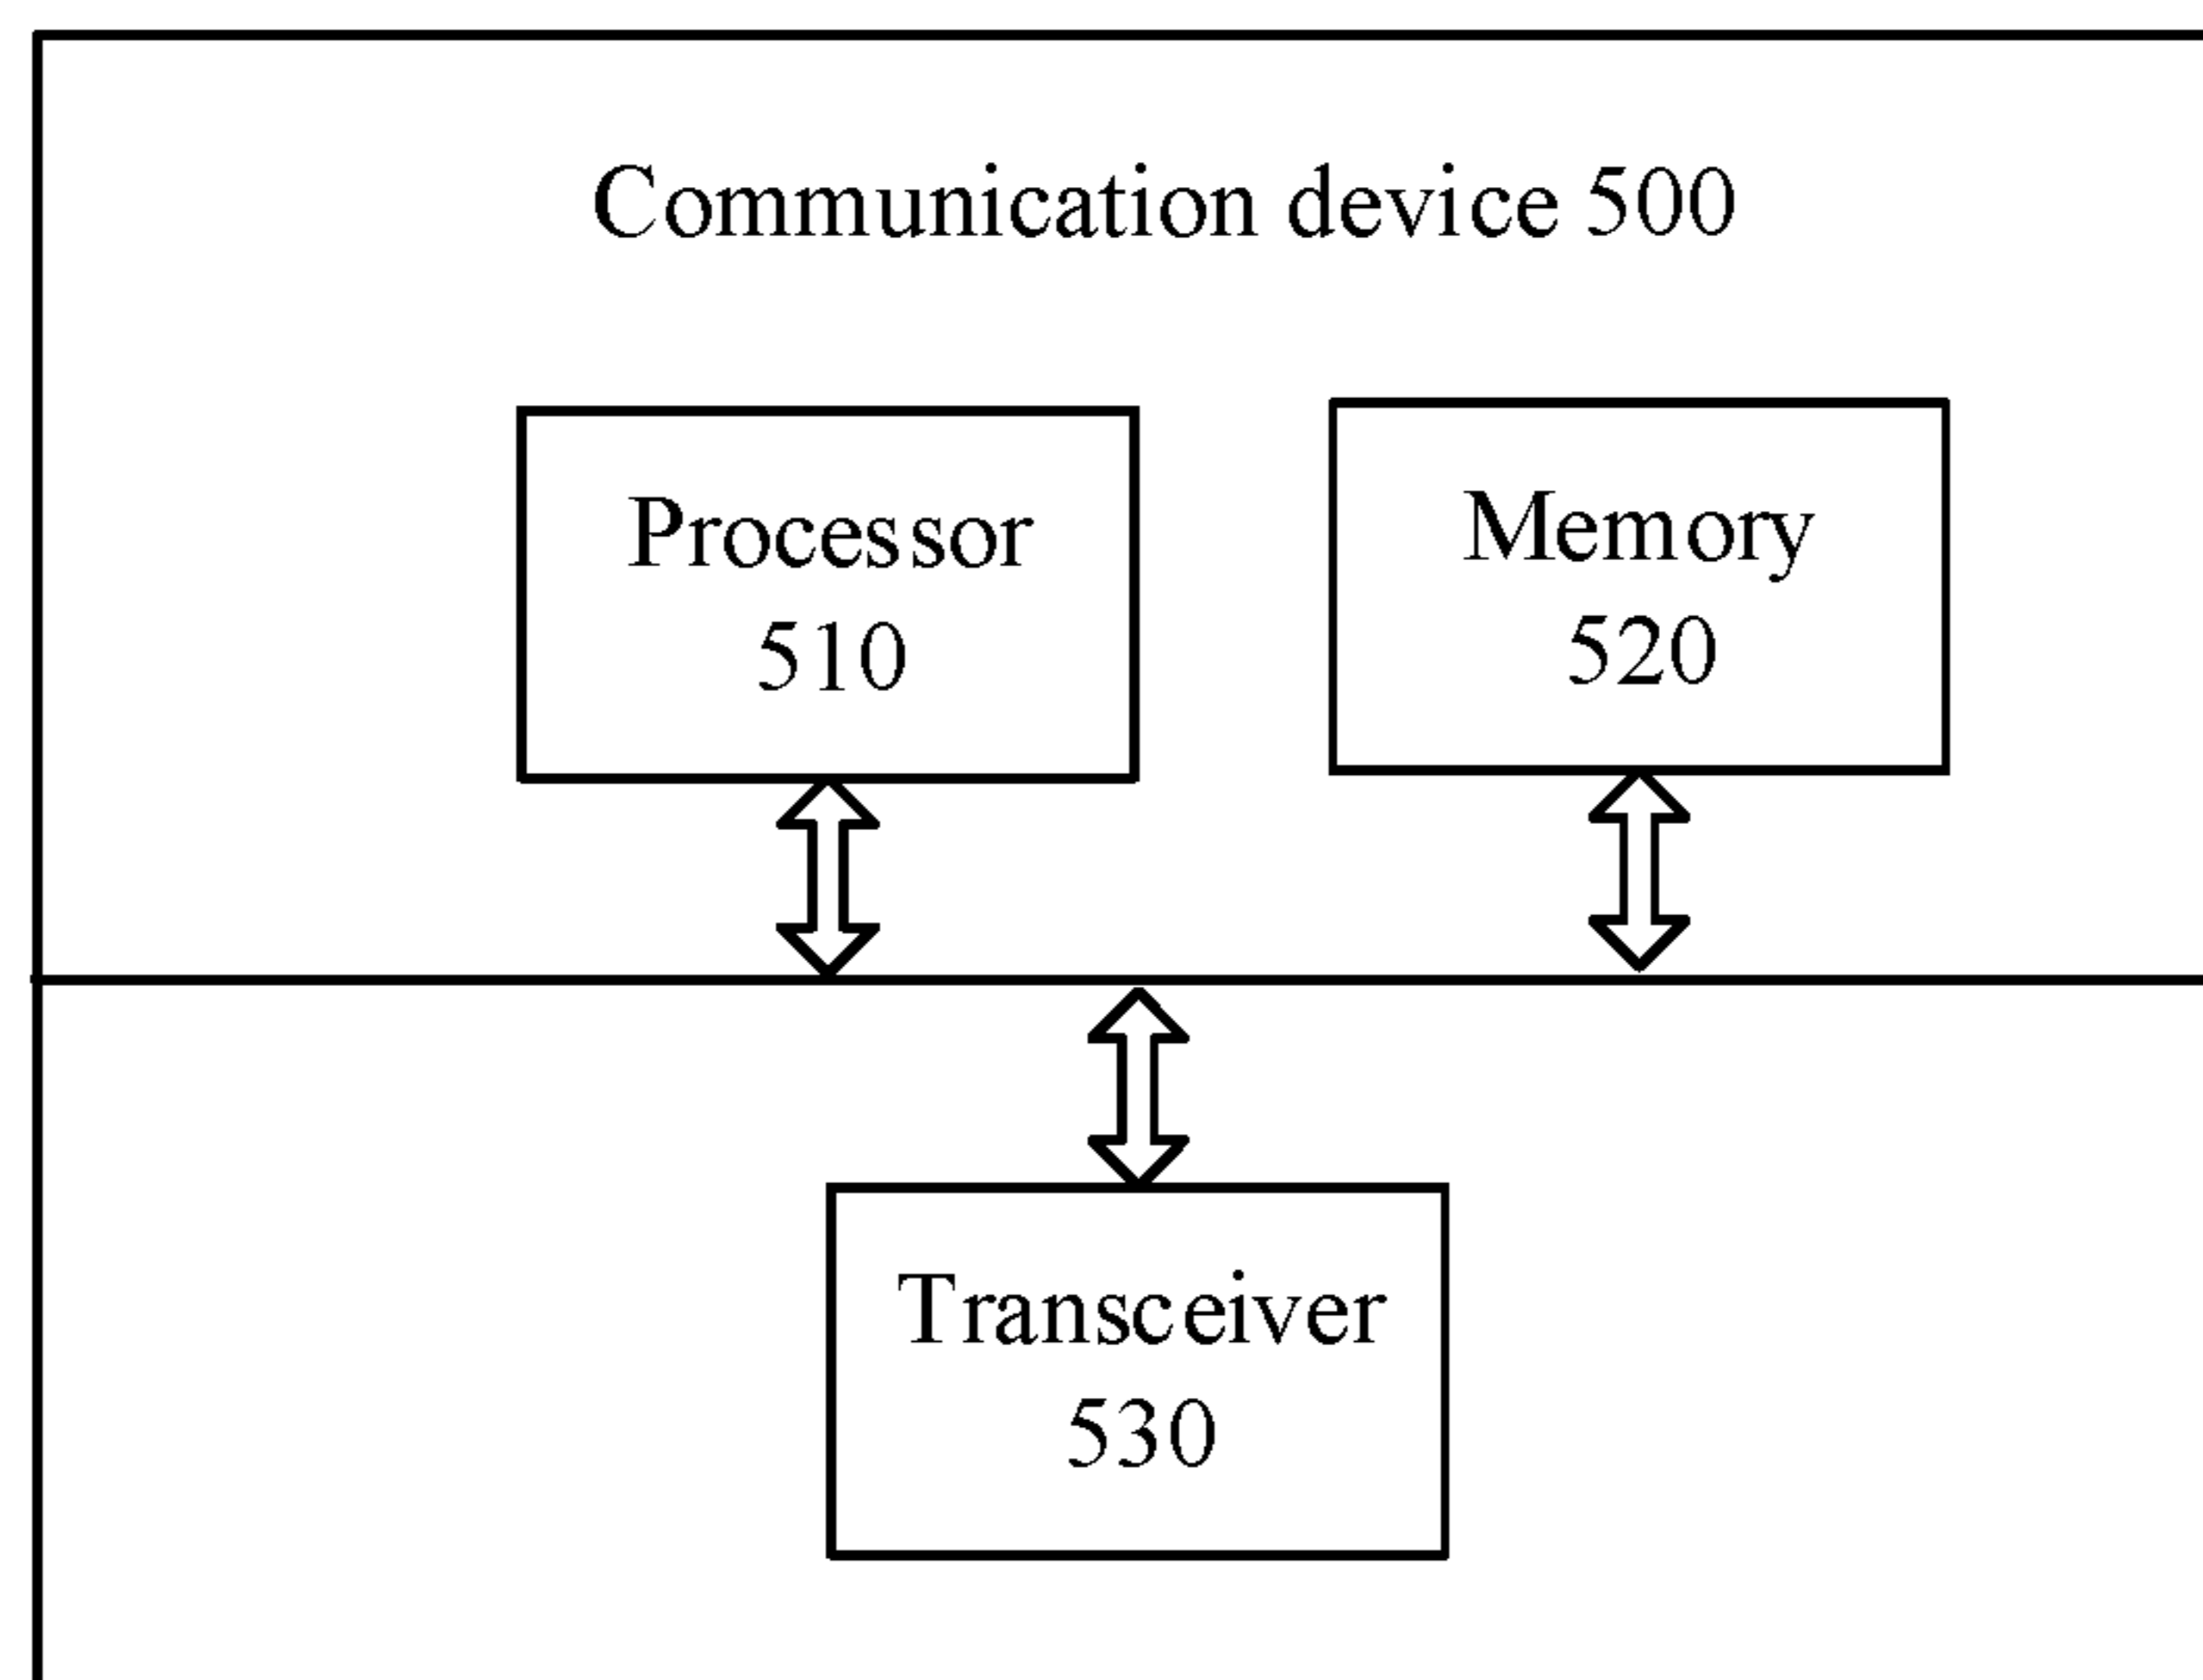 Communication device 500
Processor
510
Memory
520
Transceiver
530